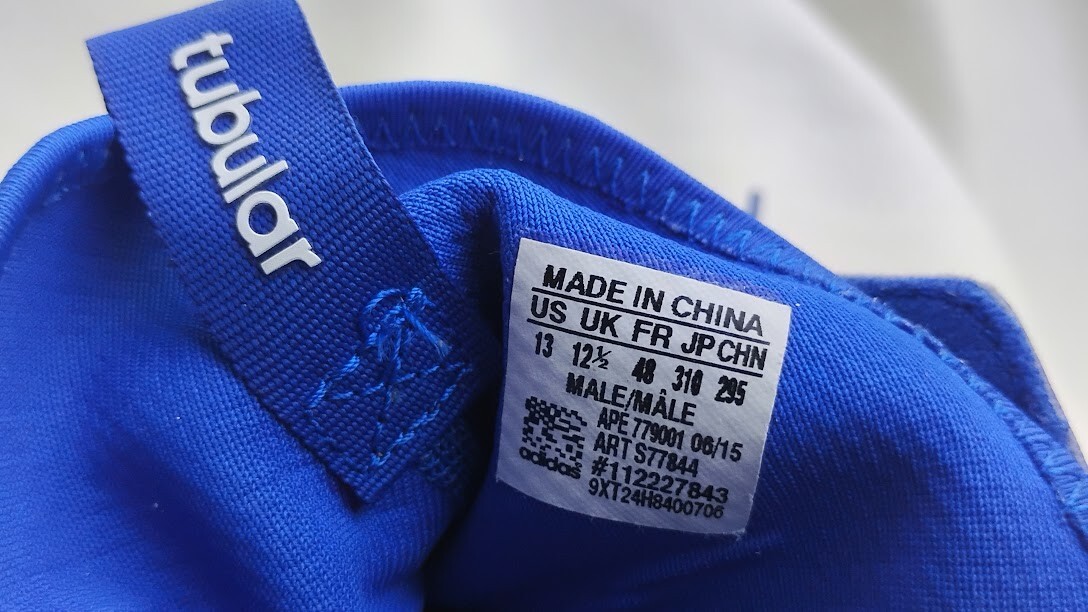 tubular
MADE IN CHINA
US UK FR JP CHN
13 12½ 48 310 295
MALE/MÂLE
APE 779001 06/15
ART S77844
#112227843
9XT24H8400706
adidas